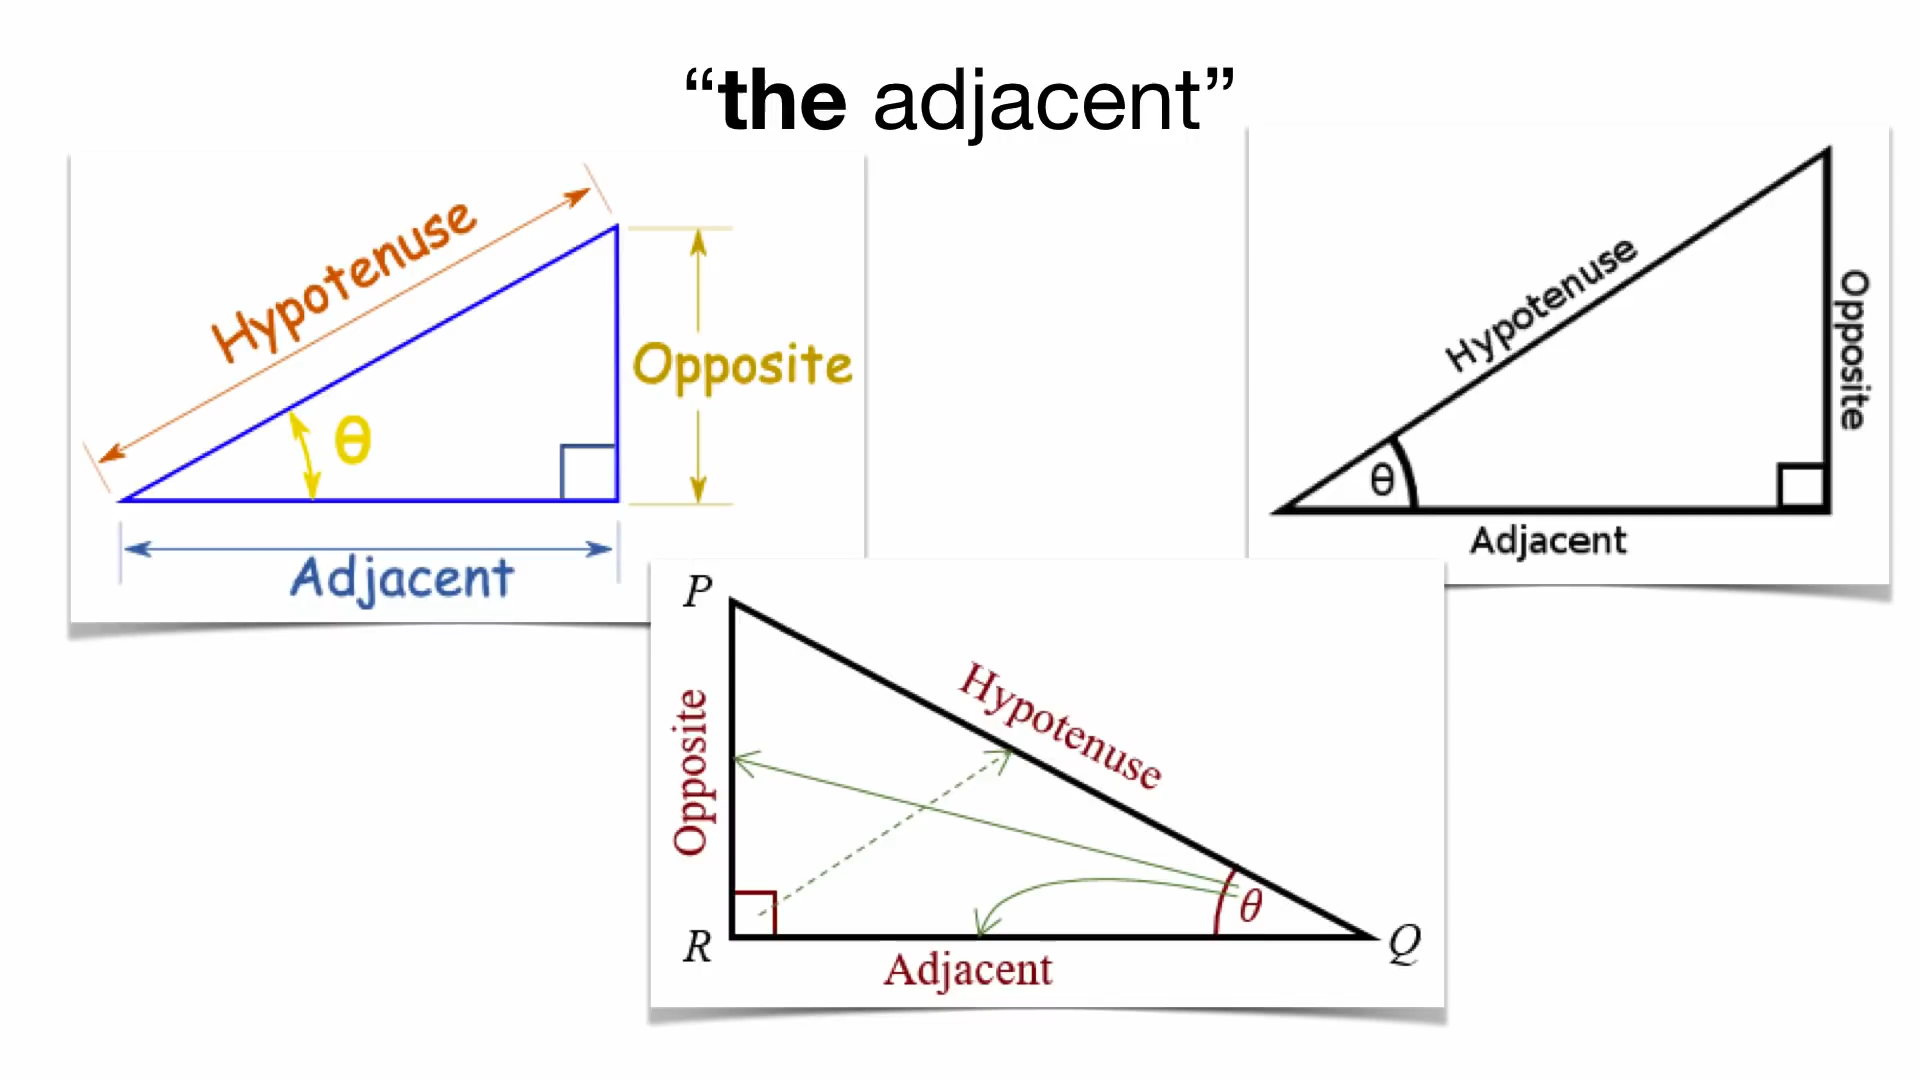 “the adjacent”
Hypotenuse
Opposite
θ
Adjacent
Hypotenuse
Opposite
θ
Adjacent
P
Hypotenuse
Opposite
θ
R
Q
Adjacent